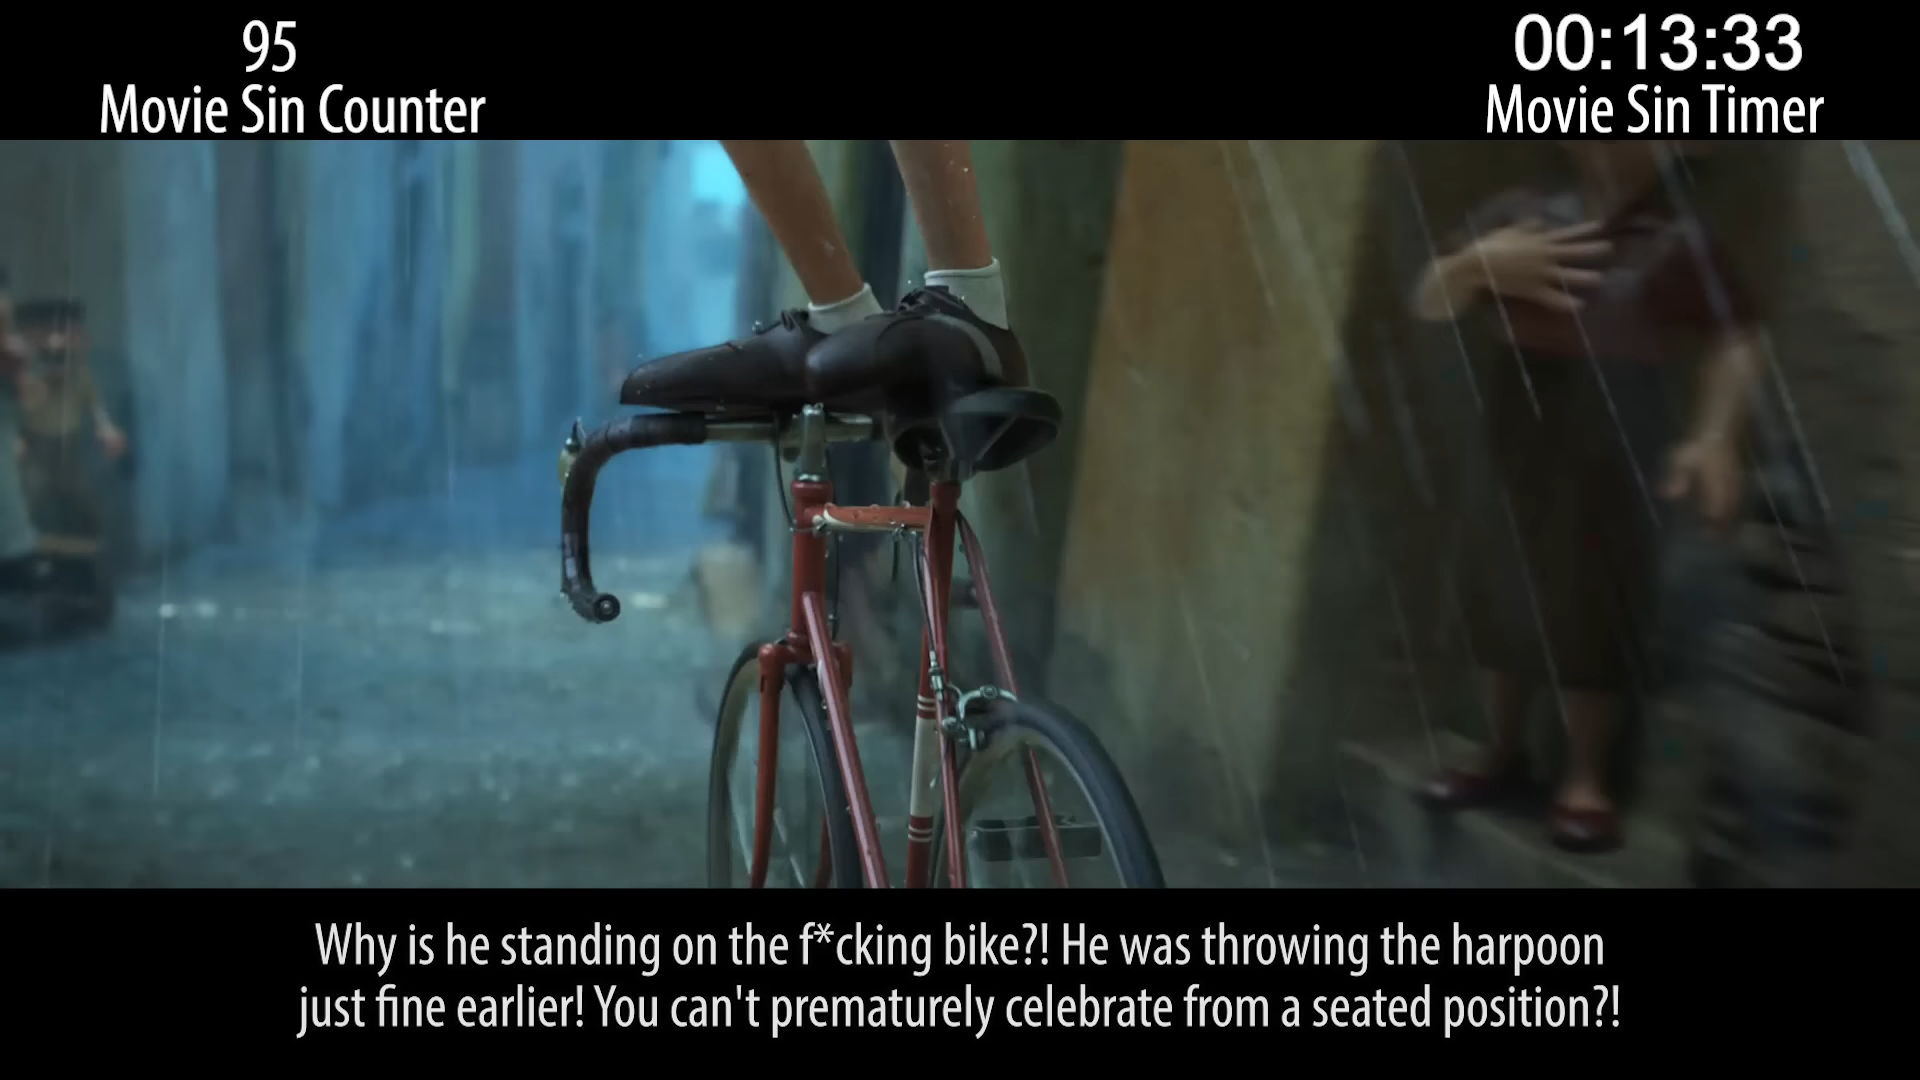 95
Movie Sin Counter
00:13:33
Movie Sin Timer
Why is he standing on the f*cking bike?! He was throwing the harpoon
just fine earlier! You can't prematurely celebrate from a seated position?!